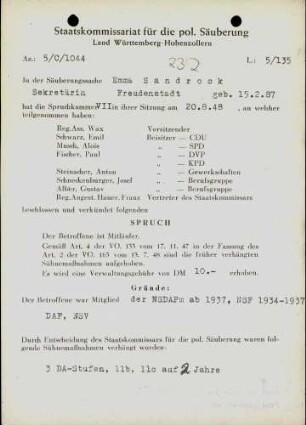 Staatskommissariat für die pol. Säuberung
Land Württemberg-Hohenzollern
Az.: 5/C/1044
232
L: 5/135
In der Säuberungssache Emma Sandrock
Sekretärin Freudenstadt geb. 15.2.87
hat die Spruchkammer VII in ihrer Sitzung am 20.8.48, an welcher
teilgenommen haben:
Reg.Ass. Wax Vorsitzender
Schwarz, Emil Beisitzer — CDU
Musch, Alois „ — SPD
Fischer, Paul „ — DVP
„ — KPD
Steinacher, Anton „ — Gewerkschaften
Schneckenburger, Josef „ — Berufsgruppe
Albler, Gustav „ — Berufsgruppe
Reg.Angest. Hauer, Franz Vertreter des Staatskommissars
beschlossen und verkündet folgenden
SPRUCH
Der Betroffene ist Mitläufer.
Gemäß Art. 4 der VO. 133 vom 17. 11. 47 in der Fassung des
Art. 2 der VO. 165 vom 13. 7. 48 sind die früher verhängten
Sühnemaßnahmen aufgehoben.
Es wird eine Verwaltungsgebühr von DM 10.- erhoben.
Gründe:
Der Betroffene war Mitglied der NSDAPm ab 1937, NSF 1934-1937
DAF, NSV
Durch Entscheidung des Staatskommissars für die pol. Säuberung waren fol-
gende Sühnemaßnahmen verhängt worden:
3 DA-Stufen, 11b, 11c auf 2 Jahre